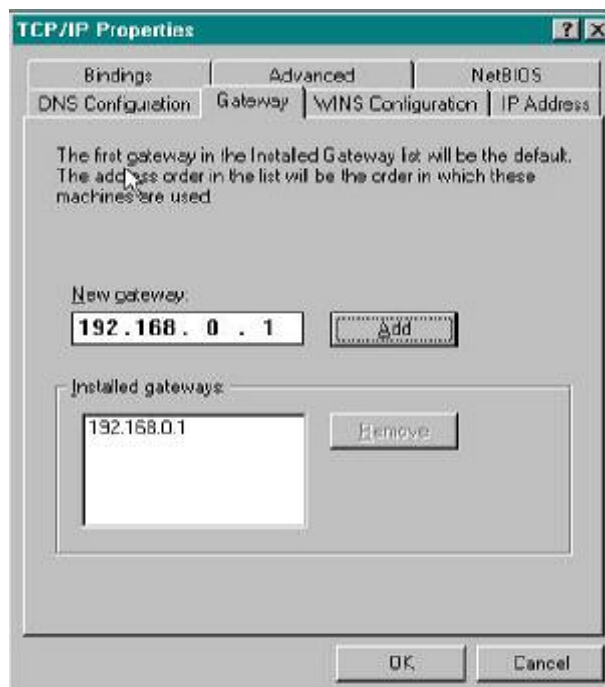 TCP/IP Properties
Bindings Advanced NetBIOS
DNS Configuration Gateway WINS Configuration IP Address
The first gateway in the Installed Gateway list will be the default.
The address order in the list will be the order in which these
machines are used
New gateway:
192.168. 0 . 1 Add
Installed gateways:
192.168.0.1 Remove
OK Cancel